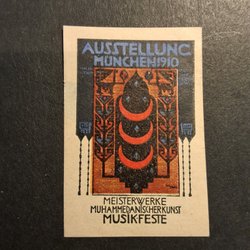 AUSSTELLUNG
MÜNCHEN 1910
MEISTERWERKE
MUHAMMEDANISCHER KUNST
MUSIKFESTE